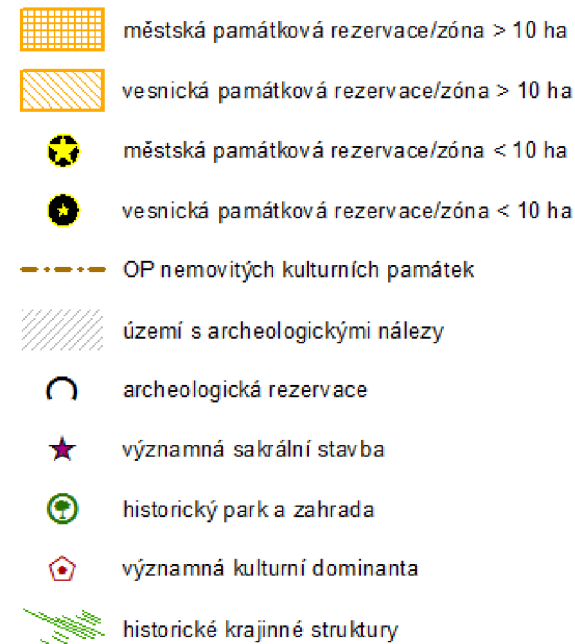 městská památková rezervace/zóna > 10 ha
vesnická památková rezervace/zóna > 10 ha
městská památková rezervace/zóna < 10 ha
vesnická památková rezervace/zóna < 10 ha
OP nemovitých kulturních památek
území s archeologickými nálezy
archeologická rezervace
významná sakrální stavba
historický park a zahrada
významná kulturní dominanta
historické krajinné struktury